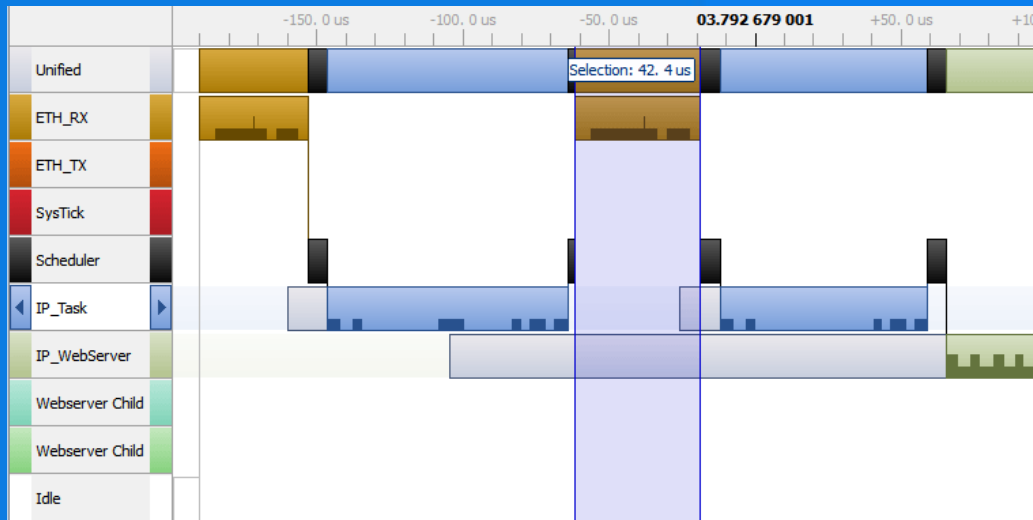 -150. 0 us -100. 0 us -50. 0 us 03.792 679 001 +50. 0 us +10
Unified
Selection: 42. 4 us
ETH_RX
ETH_TX
SysTick
Scheduler
IP_Task
IP_WebServer
Webserver Child
Webserver Child
Idle